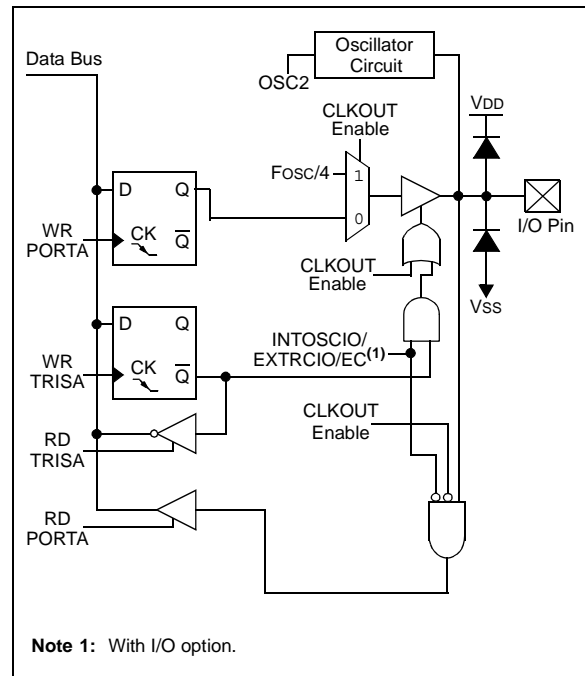 Data Bus
Oscillator
Circuit
OSC2
VDD
CLKOUT
Enable
FOSC/4
1
0
D
Q
CK
Q
WR
PORTA
I/O Pin
CLKOUT
Enable
VSS
D
Q
CK
Q
WR
TRISA
INTOSCIO/
EXTRCIO/EC(1)
CLKOUT
Enable
RD
TRISA
RD
PORTA
Note 1: With I/O option.